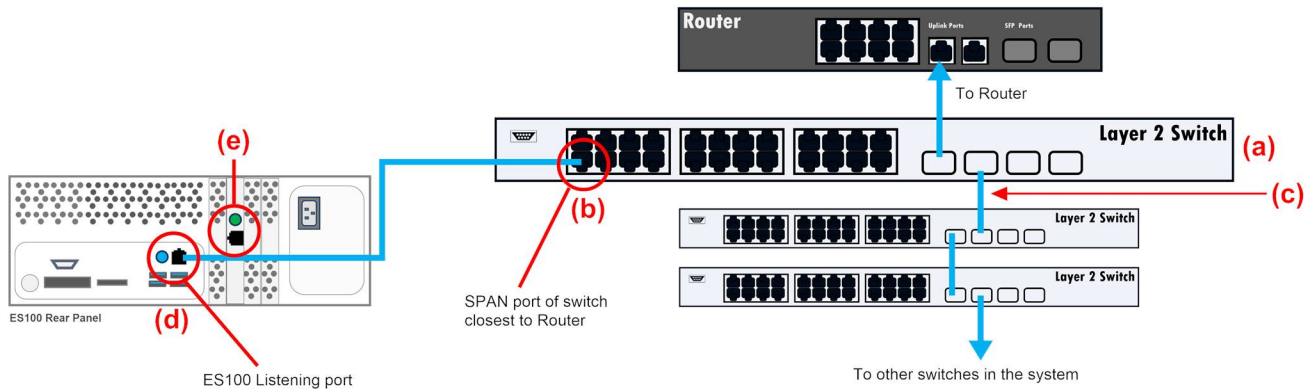 Router
Uplink Ports
SFP Ports
To Router
Layer 2 Switch
(a)
(e)
(b)
(c)
Layer 2 Switch
Layer 2 Switch
SPAN port of switch
closest to Router
ES100 Rear Panel
(d)
ES100 Listening port
To other switches in the system